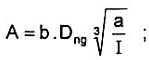 A = b . D_ng ∛(a/I) ;